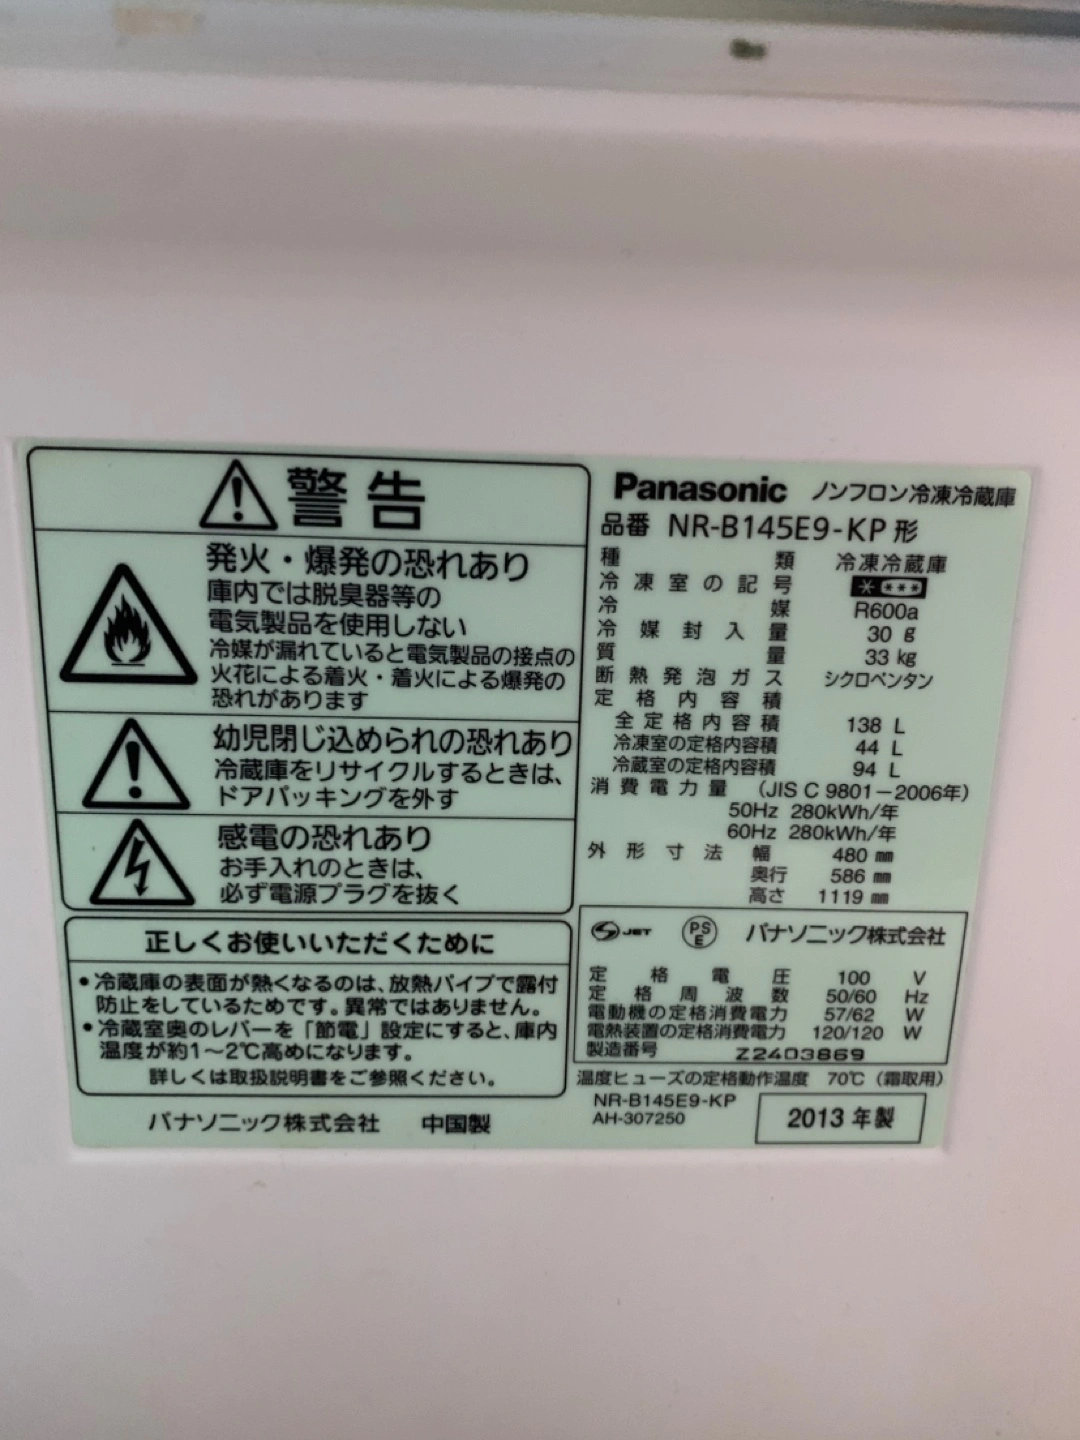 警告
発火・爆発の恐れあり
庫内では脱臭器等の
電気製品を使用しない
冷媒が漏れていると電気製品の接点の
火花による着火・着火による爆発の
恐れがあります
幼児閉じ込められの恐れあり
冷蔵庫をリサイクルするときは、
ドアパッキングを外す
感電の恐れあり
お手入れのときは、
必ず電源プラグを抜く
正しくお使いいただくために
・冷蔵庫の表面が熱くなるのは、放熱パイプで露付
防止をしているためです。異常ではありません。
・冷蔵室奥のレバーを「節電」設定にすると、庫内
温度が約1～2℃高めになります。
詳しくは取扱説明書をご参照ください。
パナソニック株式会社 中国製
Panasonic ノンフロン冷凍冷蔵庫
品番 NR-B145E9-KP 形
種類 冷凍冷蔵庫
冷凍室の記号 * ***
冷媒 R600a
冷媒封入量 30 g
質量 33 kg
断熱発泡ガス シクロペンタン
定格内容積
全定格内容積 138 L
冷凍室の定格内容積 44 L
冷蔵室の定格内容積 94 L
消費電力量 (JIS C 9801-2006年)
50Hz 280kWh/年
60Hz 280kWh/年
外形寸法 幅 480 mm
奥行 586 mm
高さ 1119 mm
JET PSE パナソニック株式会社
定格電圧 100 V
定格周波数 50/60 Hz
電動機の定格消費電力 57/62 W
電熱装置の定格消費電力 120/120 W
製造番号 Z2403869
温度ヒューズの定格動作温度 70℃ (霜取用)
NR-B145E9-KP
AH-307250
2013 年製